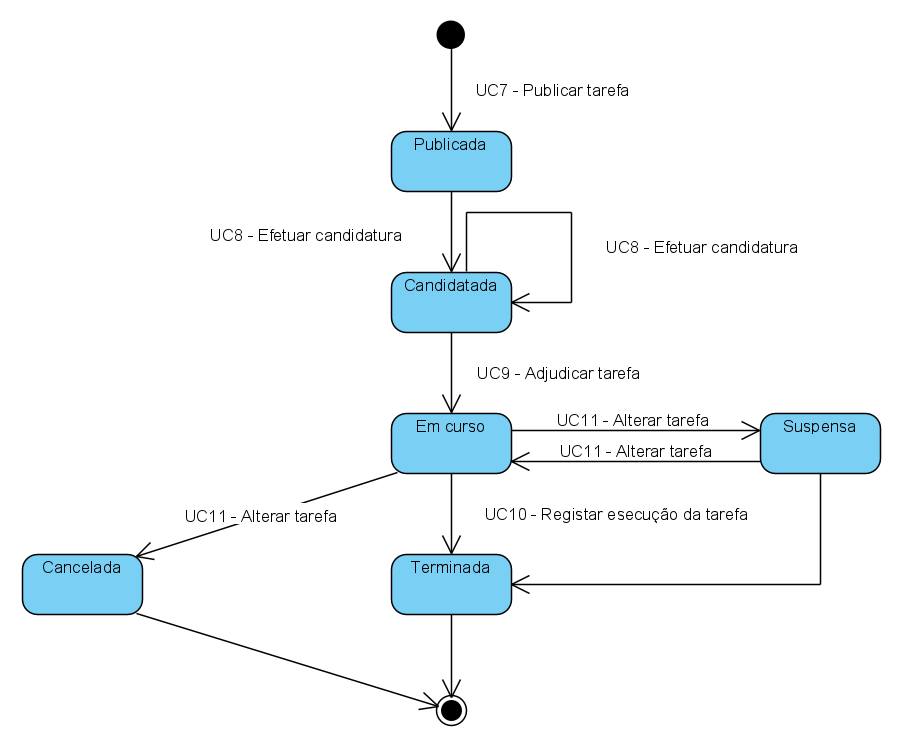 UC7 - Publicar tarefa
Publicada
UC8 - Efetuar candidatura
UC8 - Efetuar candidatura
Candidatada
UC9 - Adjudicar tarefa
Em curso
UC11 - Alterar tarefa
Suspensa
UC11 - Alterar tarefa
UC11 - Alterar tarefa
UC10 - Registar esecução da tarefa
Cancelada
Terminada